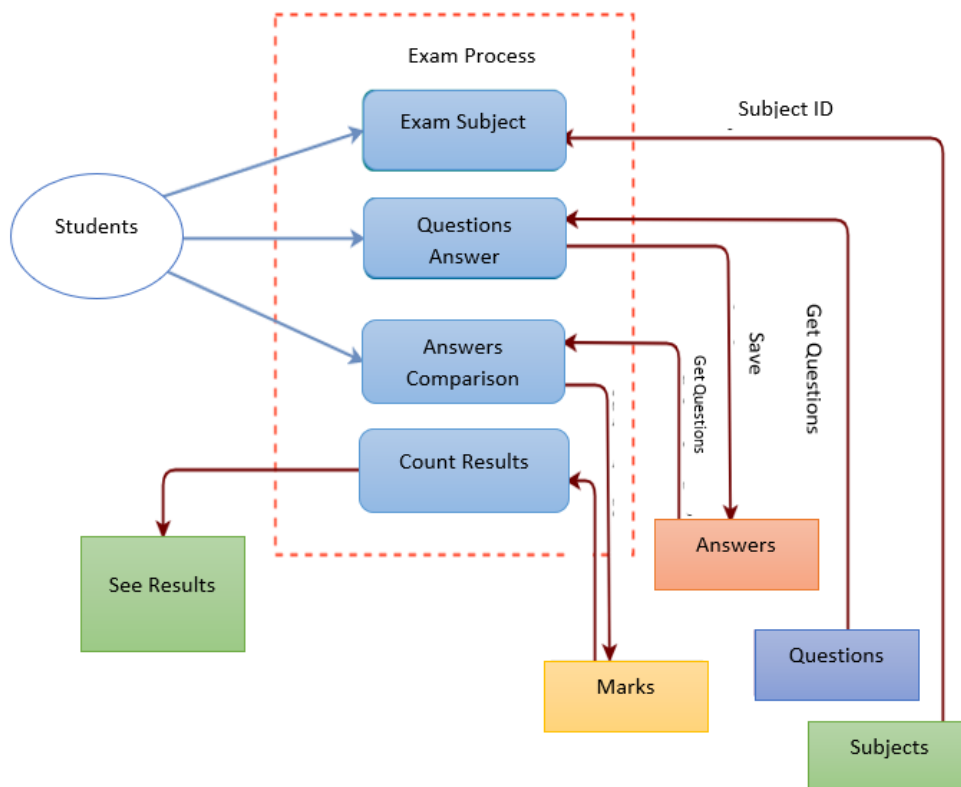 Exam Process
Exam Subject
Subject ID
Students
Questions
Answer
Answers
Comparison
Get Questions
Save
Get Questions
Count Results
See Results
Answers
Marks
Questions
Subjects